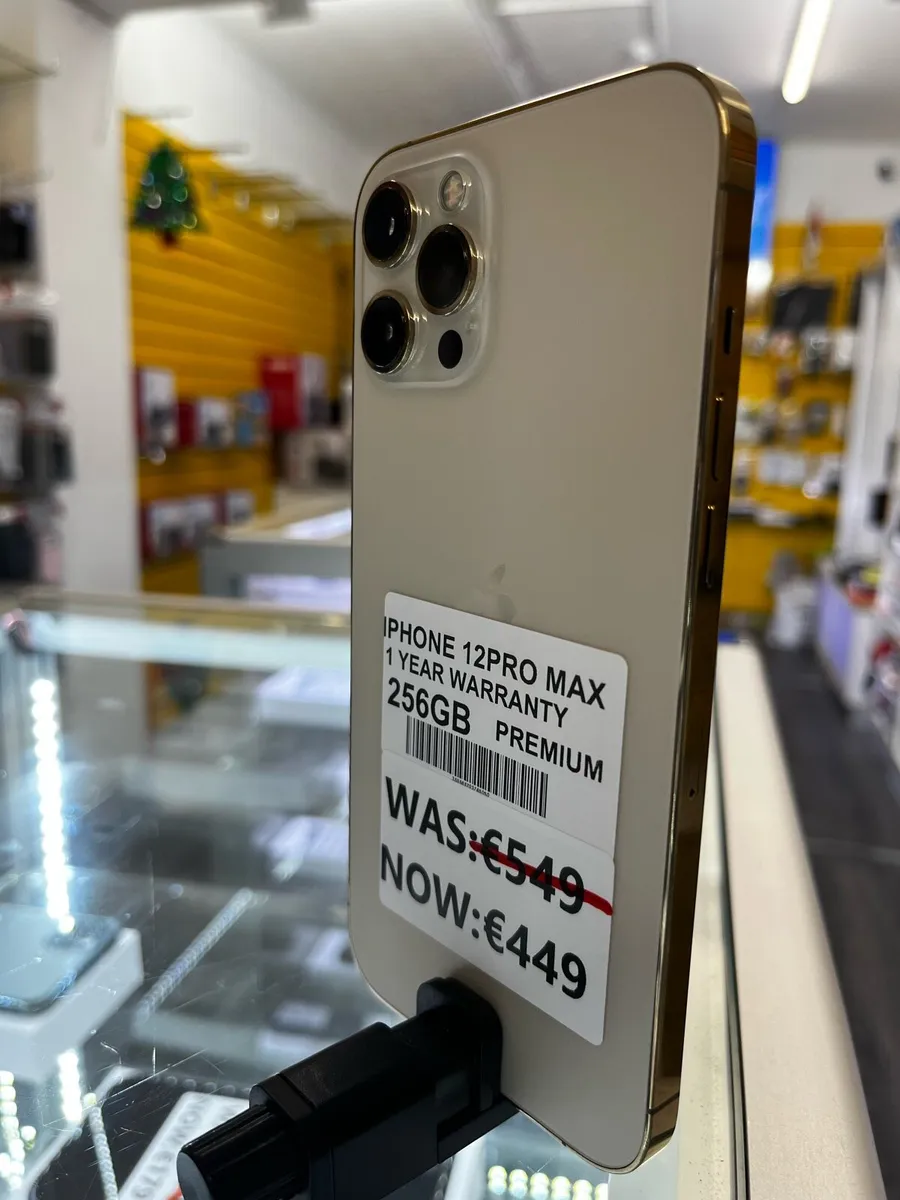 IPHONE 12PRO MAX
1 YEAR WARRANTY
256GB PREMIUM
WAS:€549
NOW:€449